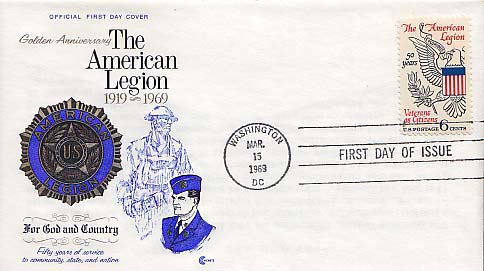 OFFICIAL FIRST DAY COVER
Golden Anniversary
The
American
Legion
1919 ~ 1969
AMERICAN
U.S.
LEGION
For God and Country
Fifty years of service
to community, state, and nation
WASHINGTON
MAR.
15
1969
DC
FIRST DAY OF ISSUE
The American
Legion
50
years
Veterans
as Citizens
U.S. POSTAGE 6 CENTS